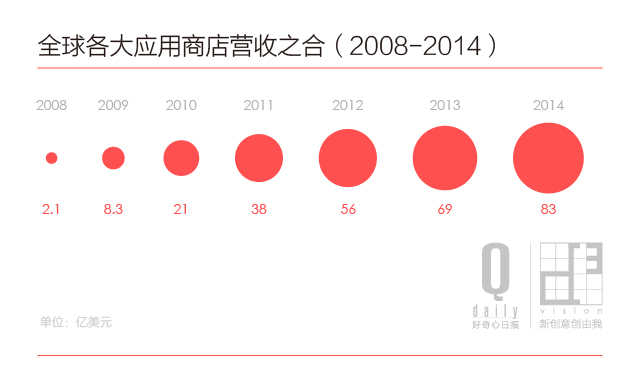 全球各大应用商店营收之合（2008-2014）
2008 2009 2010 2011 2012 2013 2014
2.1 8.3 21 38 56 69 83
Q
daily
好奇心日报
vision
新创意创由我
单位：亿美元